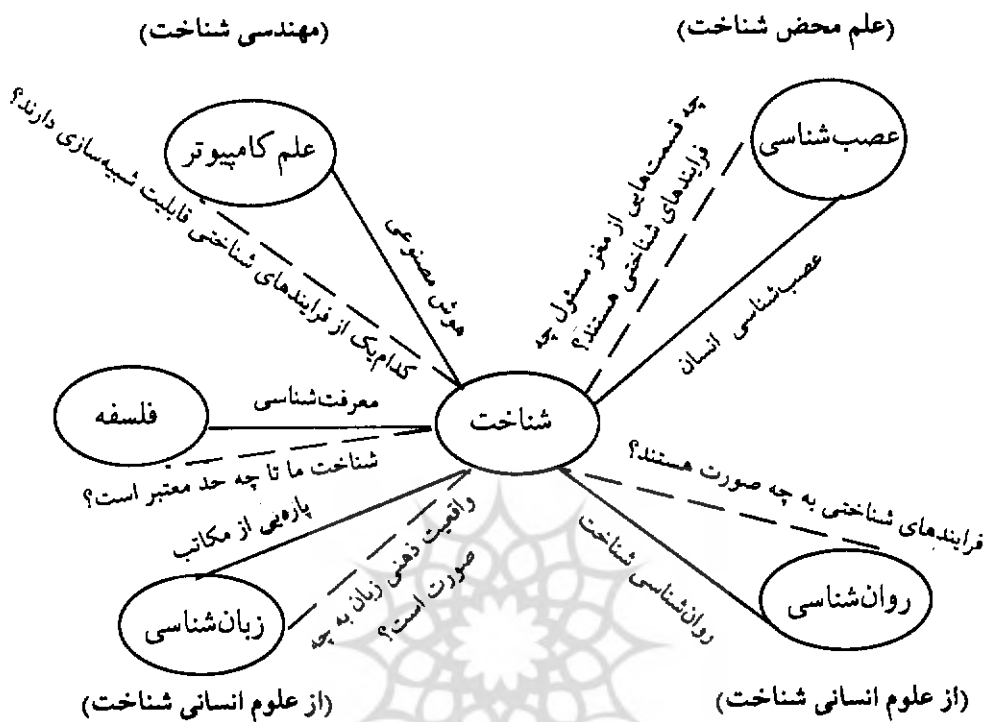 (علم محض شناخت)
(مهندسی شناخت)
عصب‌شناسی
علم کامپیوتر
چه قسمت‌هایی از مغز مسئول چه
فرایندهای شناختی هستند؟
عصب‌شناسی انسان
هوش مصنوعی
کدام‌یک از فرایندهای شناختی قابلیت شبیه‌سازی دارند؟
شناخت
معرفت‌شناسی
فلسفه
شناخت ما تا چه حد معتبر است؟
فرایندهای شناختی به چه صورت هستند؟
روان‌شناسی شناخت
روان‌شناسی
پاره‌یی از مکاتب
واقعیت ذهنی زبان به چه
صورت است؟
زبان‌شناسی
(از علوم انسانی شناخت)
(از علوم انسانی شناخت)